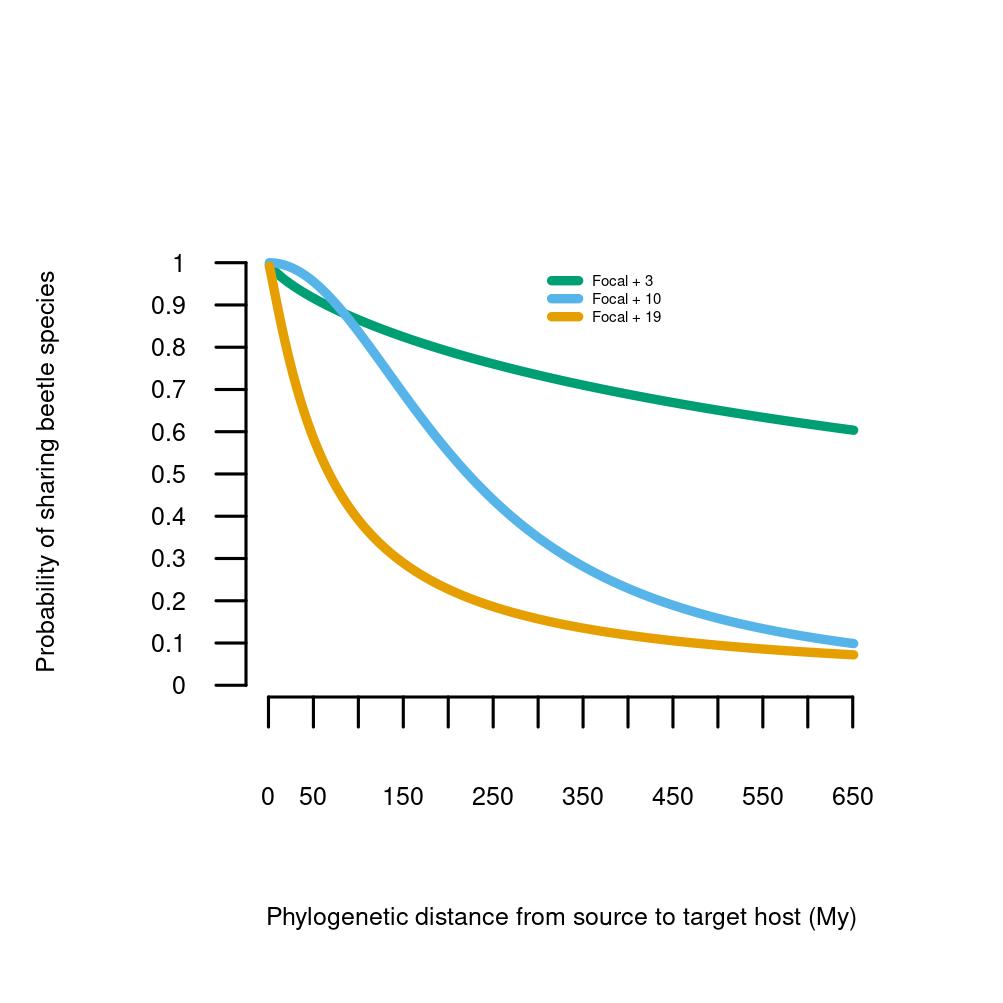 Probability of sharing beetle species
1
0.9
0.8
0.7
0.6
0.5
0.4
0.3
0.2
0.1
0
Focal + 3
Focal + 10
Focal + 19
0 50 150 250 350 450 550 650
Phylogenetic distance from source to target host (My)